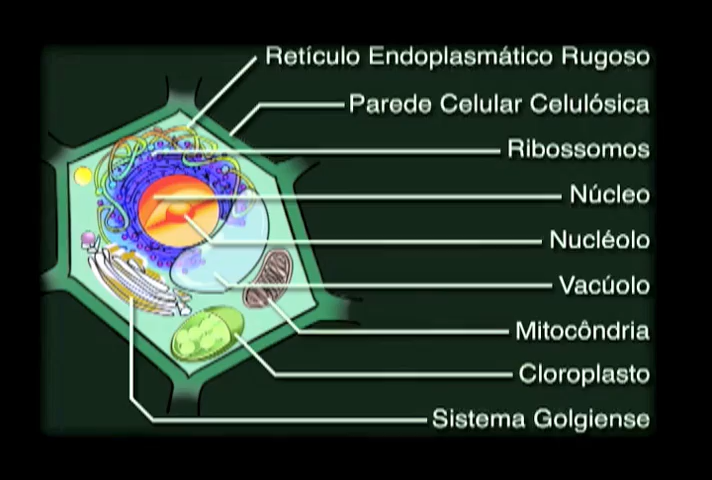 Retículo Endoplasmático Rugoso
Parede Celular Celulósica
Ribossomos
Núcleo
Nucléolo
Vacúolo
Mitocôndria
Cloroplasto
Sistema Golgiense